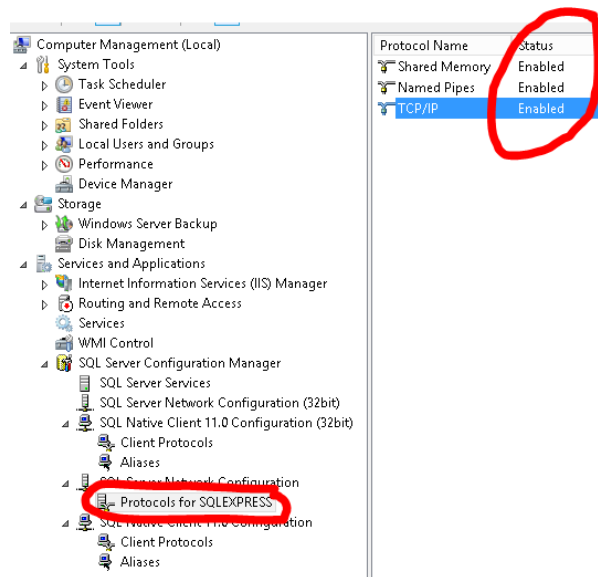 Computer Management (Local)
System Tools
Task Scheduler
Event Viewer
Shared Folders
Local Users and Groups
Performance
Device Manager
Storage
Windows Server Backup
Disk Management
Services and Applications
Internet Information Services (IIS) Manager
Routing and Remote Access
Services
WMI Control
SQL Server Configuration Manager
SQL Server Services
SQL Server Network Configuration (32bit)
SQL Native Client 11.0 Configuration (32bit)
Client Protocols
Aliases
SQL Server Network Configuration
Protocols for SQLEXPRESS
SQL Native Client 11.0 Configuration
Client Protocols
Aliases
Protocol Name Status
Shared Memory Enabled
Named Pipes Enabled
TCP/IP Enabled